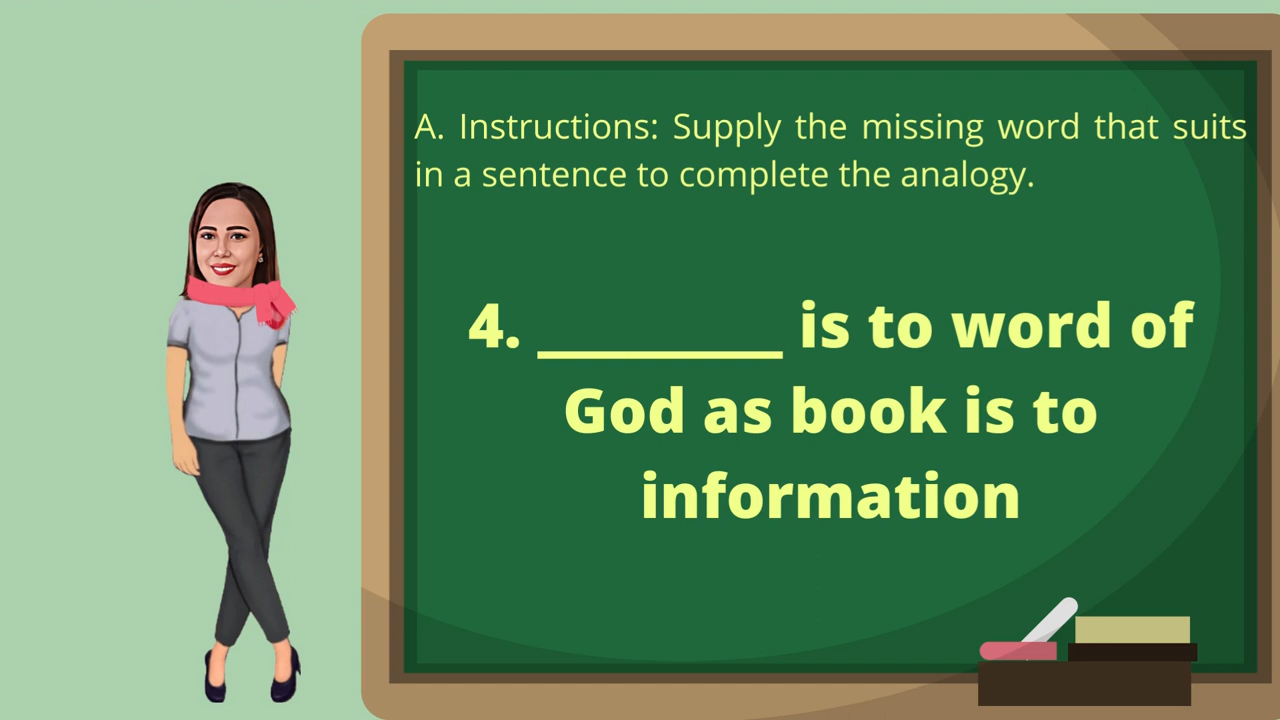 A. Instructions: Supply the missing word that suits
in a sentence to complete the analogy.
4. ________ is to word of
God as book is to
information